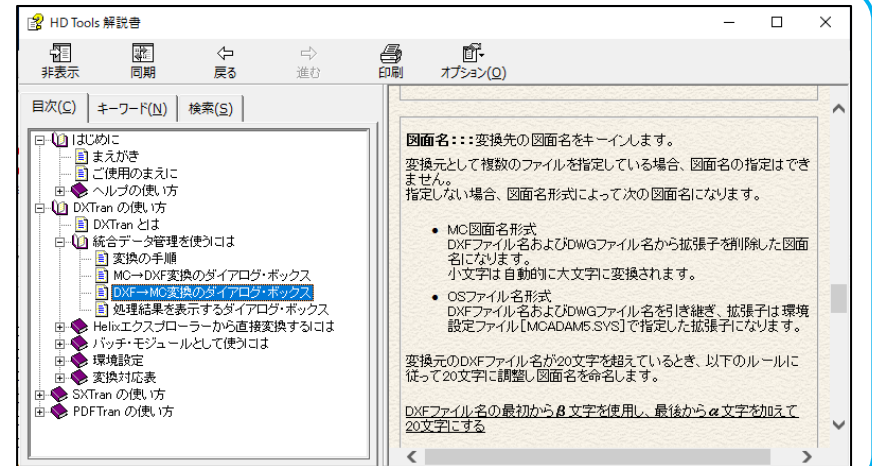 HD Tools 解説書
非表示 同期 戻る 進む 印刷 オプション(O)
目次(C) キーワード(N) 検索(S)
はじめに
まえがき
ご使用のまえに
ヘルプの使い方
DXTran の使い方
DXTran とは
統合データ管理を使うには
変換の手順
MC→DXF変換のダイアログ・ボックス
DXF→MC変換のダイアログ・ボックス
処理結果を表示するダイアログ・ボックス
Helixエクスプローラーから直接変換するには
バッチ・モジュールとして使うには
環境設定
変換対応表
SXTran の使い方
PDFTran の使い方
図面名:::変換先の図面名をキーインします。
変換元として複数のファイルを指定している場合、図面名の指定はでき
ません。
指定しない場合、図面名形式によって次の図面名になります。
• MC図面名形式
DXFファイル名およびDWGファイル名から拡張子を削除した図面
名になります。
小文字は自動的に大文字に変換されます。
• OSファイル名形式
DXFファイル名およびDWGファイル名を引き継ぎ、拡張子は環境
設定ファイル[MCADAM5.SYS]で指定した拡張子になります。
変換元のDXFファイル名が20文字を超えているとき、以下のルールに
従って20文字に調整し図面名を命名します。
DXFファイル名の最初からβ文字を使用し、最後からα文字を加えて
20文字にする